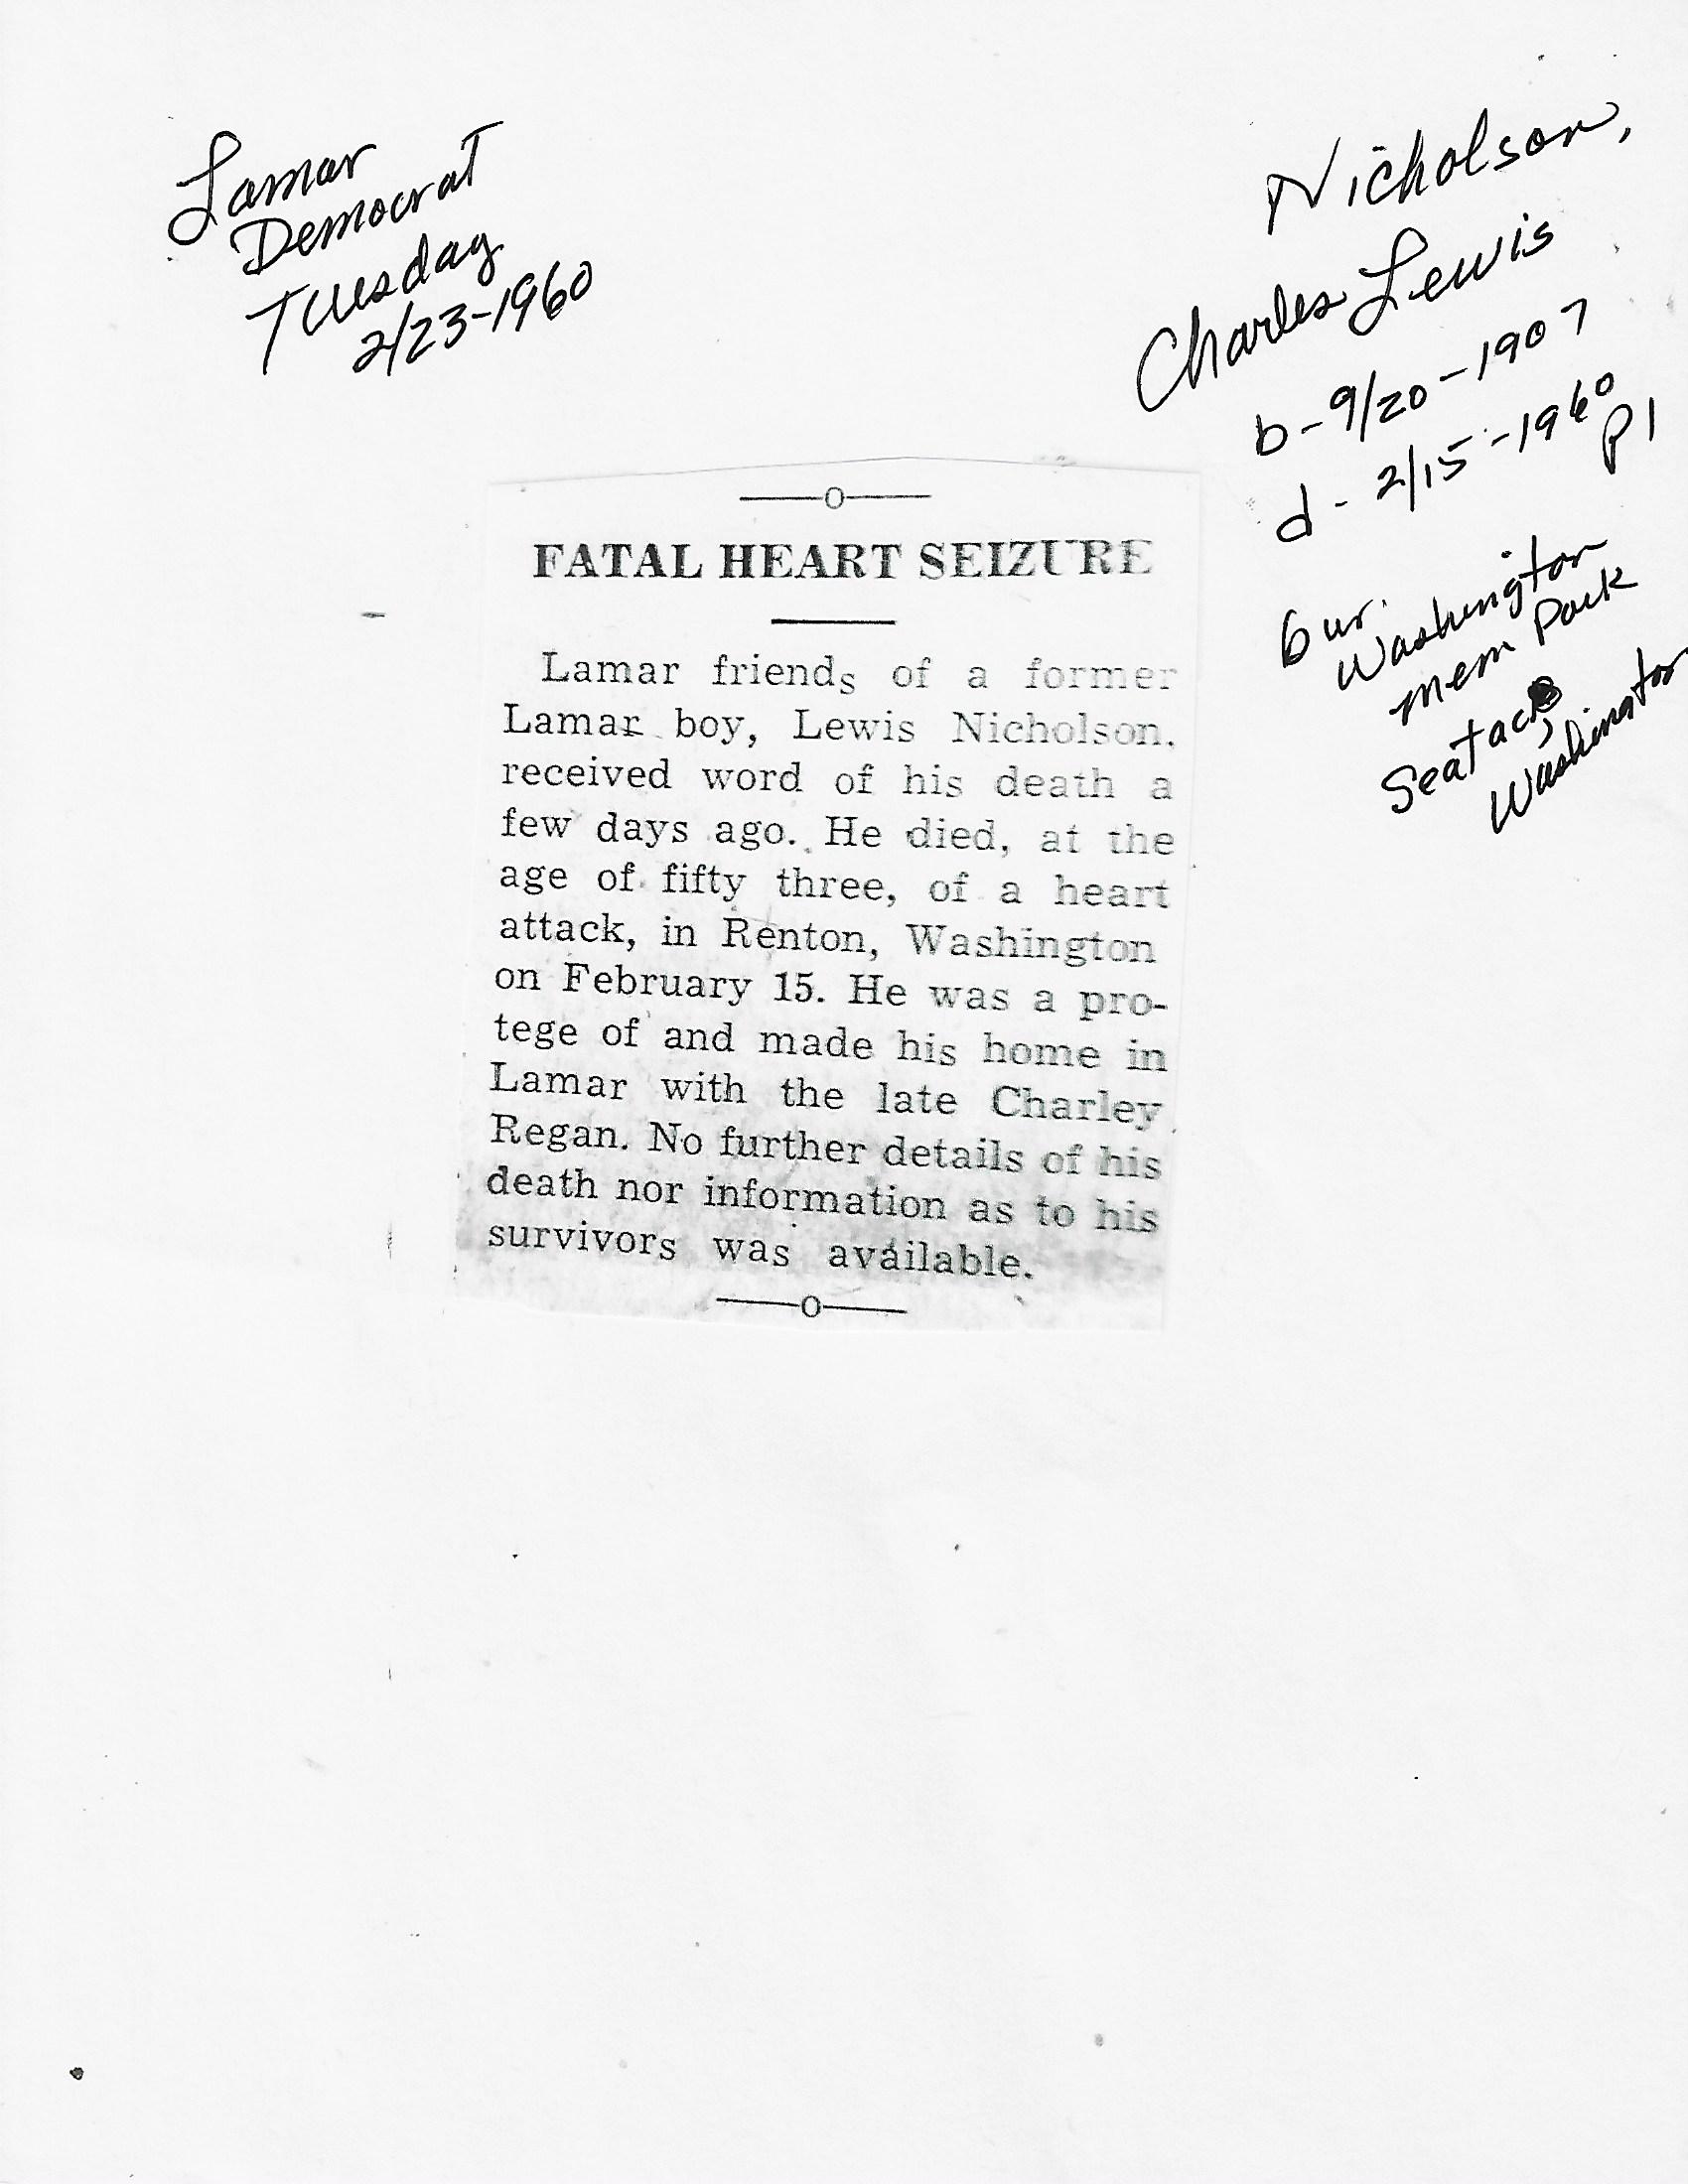 Lamar
Democrat
Tuesday
2/23-1960
Nicholson,
Charles Lewis
b-9/20-1907
d-2/15-1960
P1
bur.
Washington
Mem Park
Seatac,
Washington
FATAL HEART SEIZURE
Lamar friends of a former
Lamar boy, Lewis Nicholson,
received word of his death a
few days ago. He died, at the
age of fifty three, of a heart
attack, in Renton, Washington
on February 15. He was a pro-
tege of and made his home in
Lamar with the late Charley
Regan. No further details of his
death nor information as to his
survivors was available.